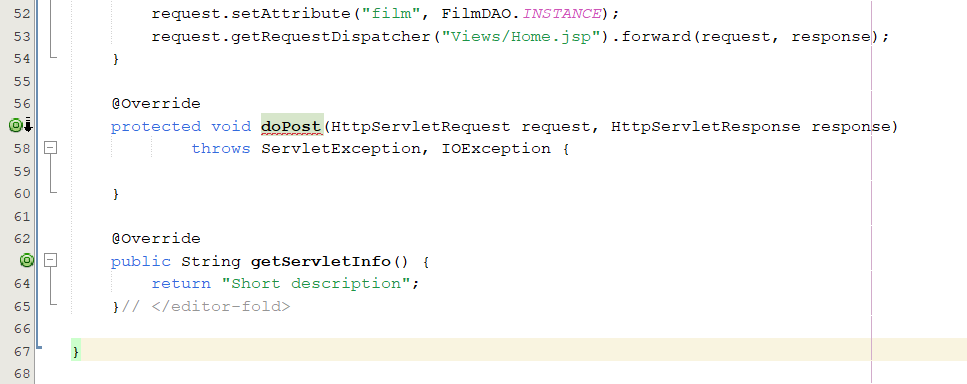 52 request.setAttribute("film", FilmDAO.INSTANCE);
53 request.getRequestDispatcher("Views/Home.jsp").forward(request, response);
54 }
55
56 @Override
protected void doPost(HttpServletRequest request, HttpServletResponse response)
58 throws ServletException, IOException {
59
60 }
61
62 @Override
public String getServletInfo() {
64 return "Short description";
65 }// </editor-fold>
66
67 }
68